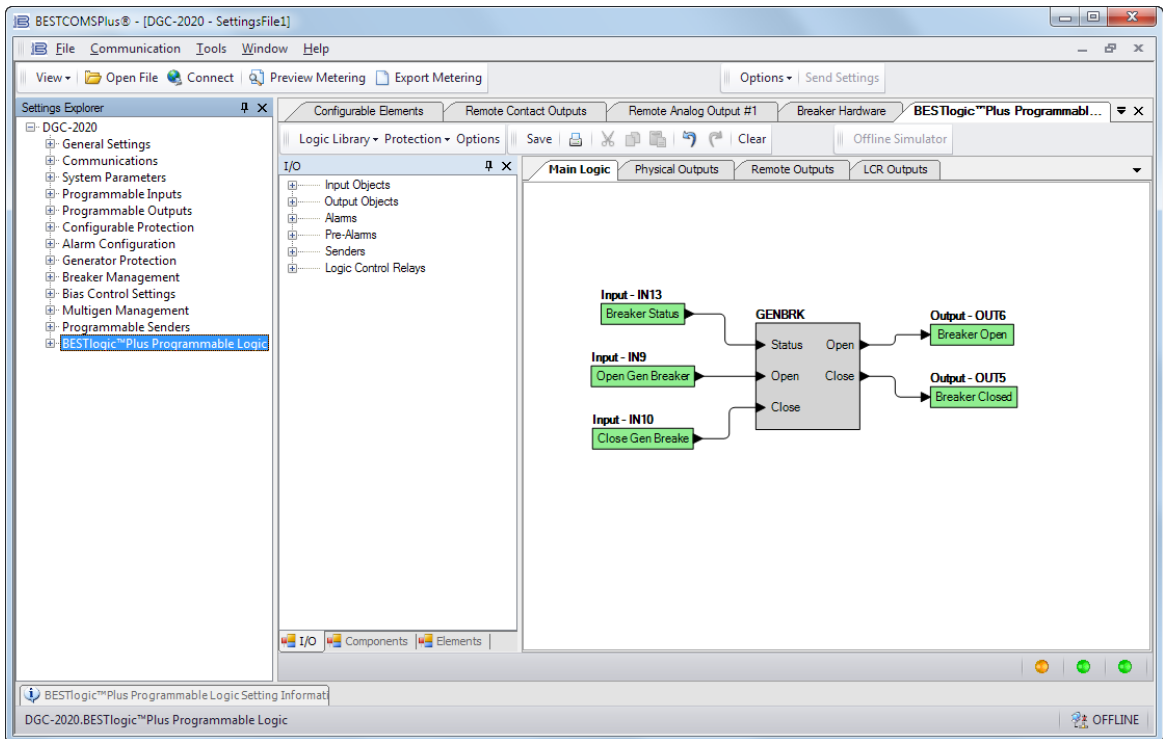 BESTCOMSPlus® - [DGC-2020 - SettingsFile1]
File Communication Tools Window Help
View Open File Connect Preview Metering Export Metering Options Send Settings
Settings Explorer
DGC-2020
General Settings
Communications
System Parameters
Programmable Inputs
Programmable Outputs
Configurable Protection
Alarm Configuration
Generator Protection
Breaker Management
Bias Control Settings
Multigen Management
Programmable Senders
BESTlogic™Plus Programmable Logic
Configurable Elements Remote Contact Outputs Remote Analog Output #1 Breaker Hardware BESTlogic™Plus Programmabl...
Logic Library Protection Options Save Clear Offline Simulator
I/O
Input Objects
Output Objects
Alarms
Pre-Alarms
Senders
Logic Control Relays
I/O Components Elements
Main Logic Physical Outputs Remote Outputs LCR Outputs
Input - IN13
Breaker Status
Input - IN9
Open Gen Breaker
Input - IN10
Close Gen Breake
GENBRK
Status Open
Open Close
Close
Output - OUT6
Breaker Open
Output - OUT5
Breaker Closed
BESTlogic™Plus Programmable Logic Setting Informati
DGC-2020.BESTlogic™Plus Programmable Logic OFFLINE